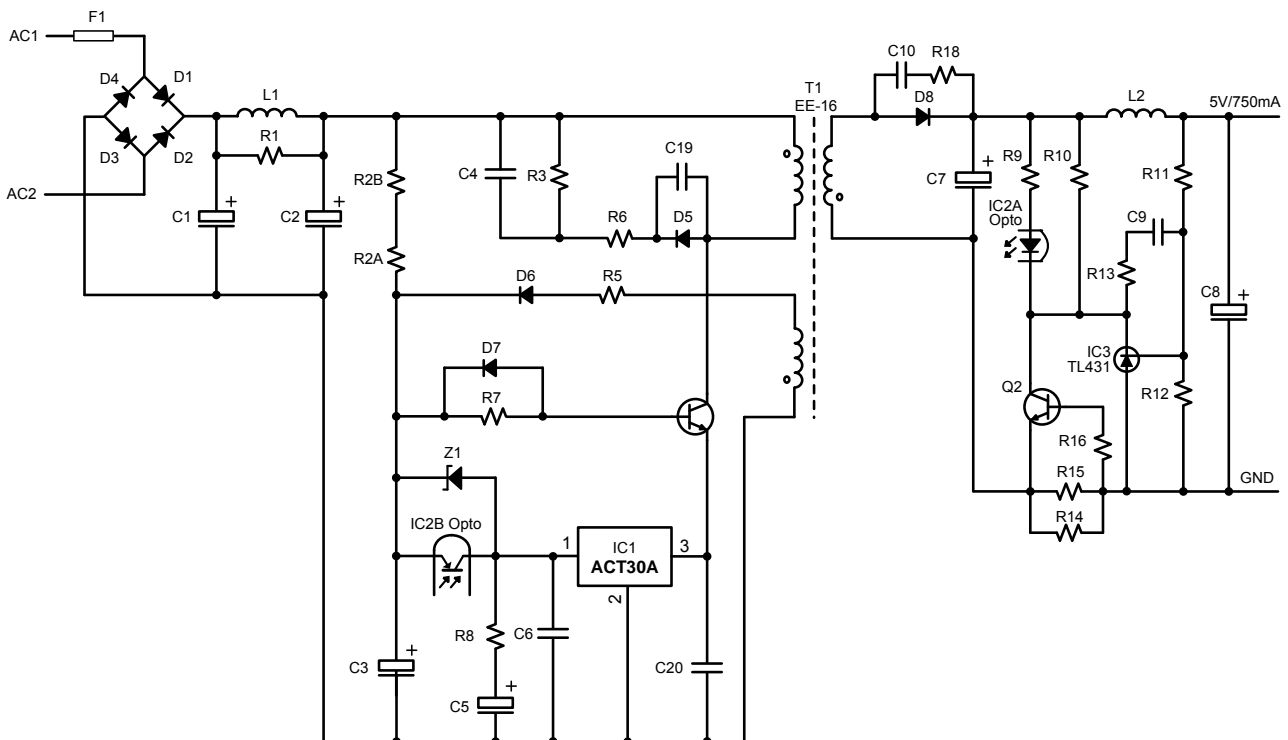 F1
AC1
D4
D1
D3
D2
AC2
L1
R1
C1
C2
R2B
R2A
C4
R3
C19
R6
D5
D6
R5
D7
R7
Z1
IC2B Opto
1
IC1
ACT30A
3
2
R8
C6
C3
C5
C20
T1
EE-16
C10
R18
D8
C7
R9
R10
IC2A
Opto
L2
5V/750mA
R11
C9
R13
C8
IC3
TL431
R12
Q2
R16
R15
R14
GND
+
+
+
+
+
+